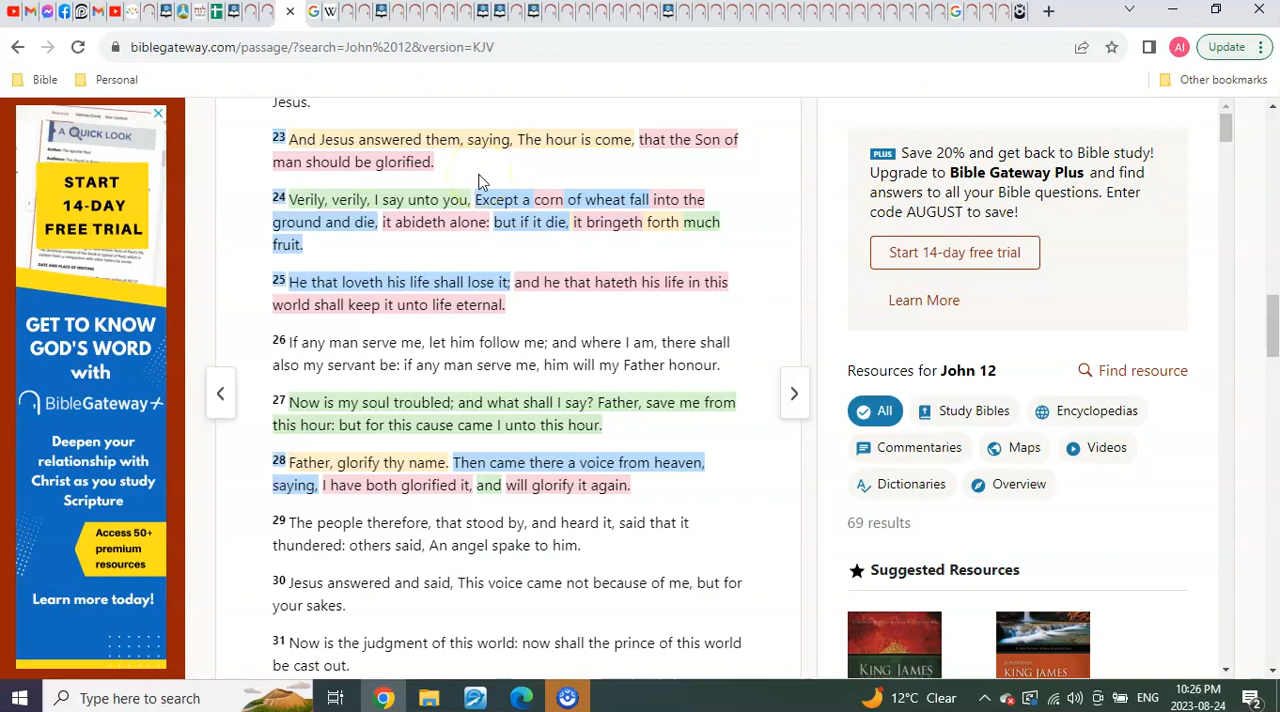 biblegateway.com/passage/?search=John%2012&version=KJV
AI
Update
Bible
Personal
Other bookmarks
A QUICK LOOK
START
14-DAY
FREE TRIAL
GET TO KNOW
GOD'S WORD
with
BibleGateway+
Deepen your
relationship with
Christ as you study
Scripture
Access 50+
premium
resources
Learn more today!
Jesus.
23 And Jesus answered them, saying, The hour is come, that the Son of
man should be glorified.
24 Verily, verily, I say unto you, Except a corn of wheat fall into the
ground and die, it abideth alone: but if it die, it bringeth forth much
fruit.
25 He that loveth his life shall lose it; and he that hateth his life in this
world shall keep it unto life eternal.
26 If any man serve me, let him follow me; and where I am, there shall
also my servant be: if any man serve me, him will my Father honour.
27 Now is my soul troubled; and what shall I say? Father, save me from
this hour: but for this cause came I unto this hour.
28 Father, glorify thy name. Then came there a voice from heaven,
saying, I have both glorified it, and will glorify it again.
29 The people therefore, that stood by, and heard it, said that it
thundered: others said, An angel spake to him.
30 Jesus answered and said, This voice came not because of me, but for
your sakes.
31 Now is the judgment of this world: now shall the prince of this world
be cast out.
PLUS Save 20% and get back to Bible study!
Upgrade to Bible Gateway Plus and find
answers to all your Bible questions. Enter
code AUGUST to save!
Start 14-day free trial
Learn More
Resources for John 12
Find resource
All
Study Bibles
Encyclopedias
Commentaries
Maps
Videos
Dictionaries
Overview
69 results
Suggested Resources
KING JAMES
KING JAMES
Type here to search
12°C Clear
ENG
10:26 PM
2023-08-24
2